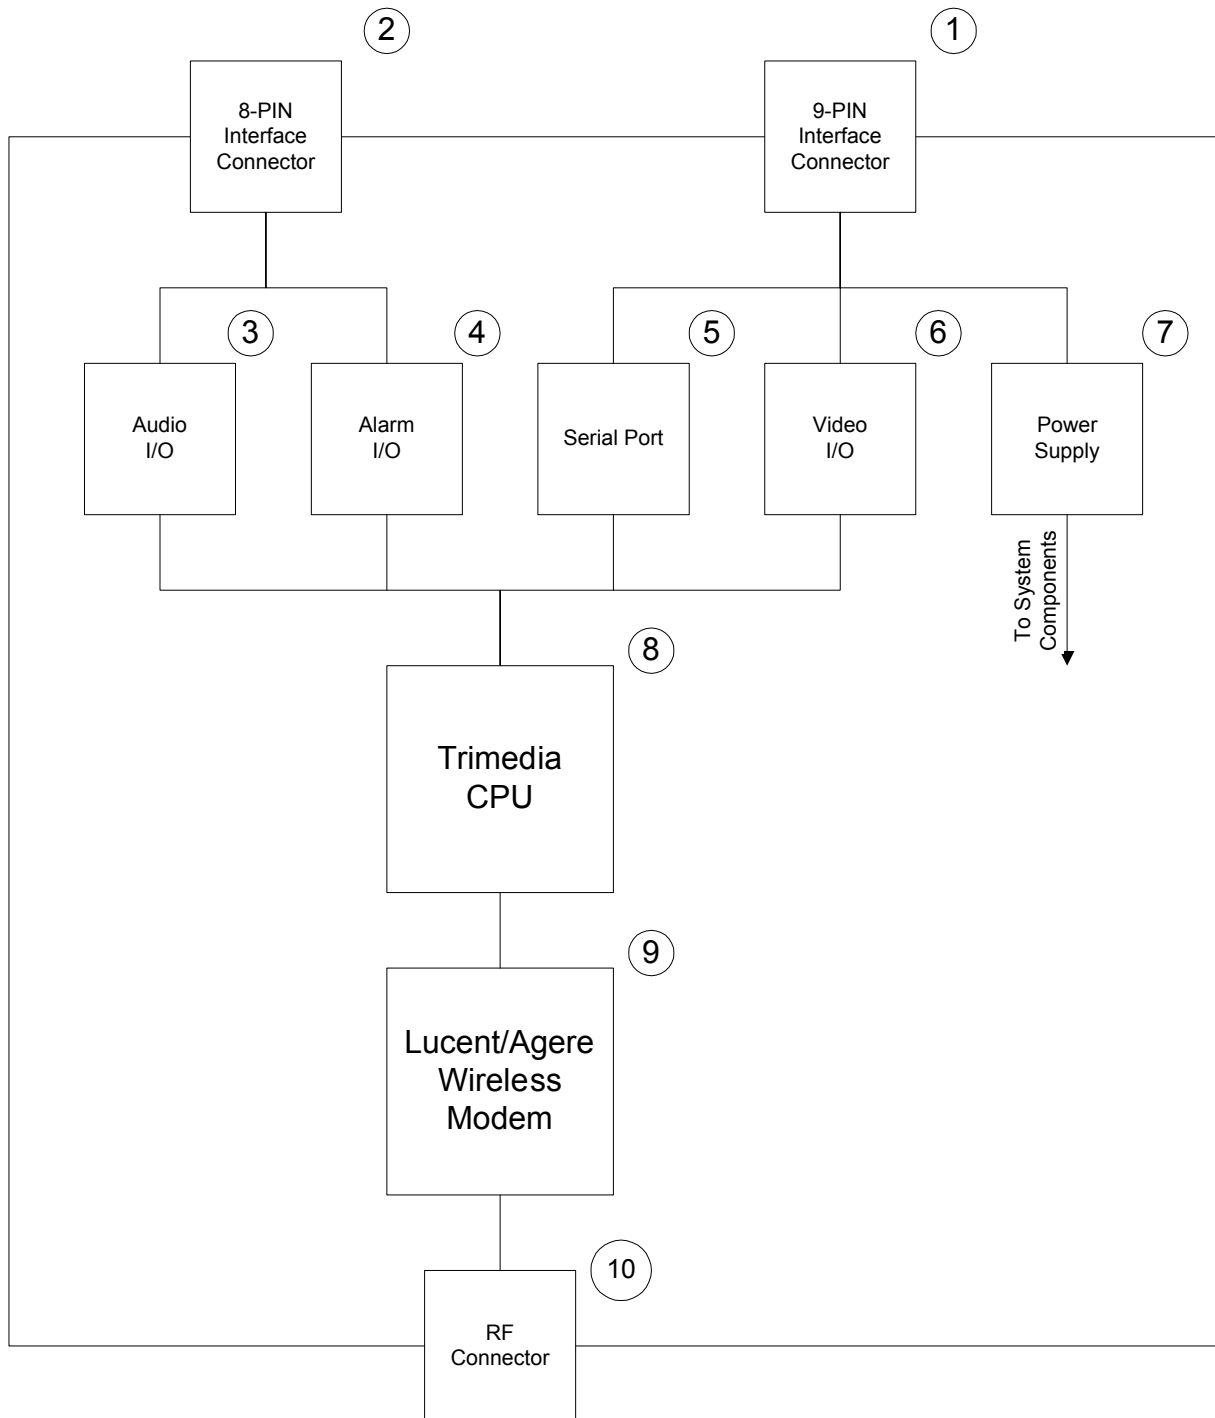 2
1
8-PIN
Interface
Connector
9-PIN
Interface
Connector
3
4
5
6
7
Audio
I/O
Alarm
I/O
Serial Port
Video
I/O
Power
Supply
To System
Components
8
Trimedia
CPU
9
Lucent/Agere
Wireless
Modem
10
RF
Connector